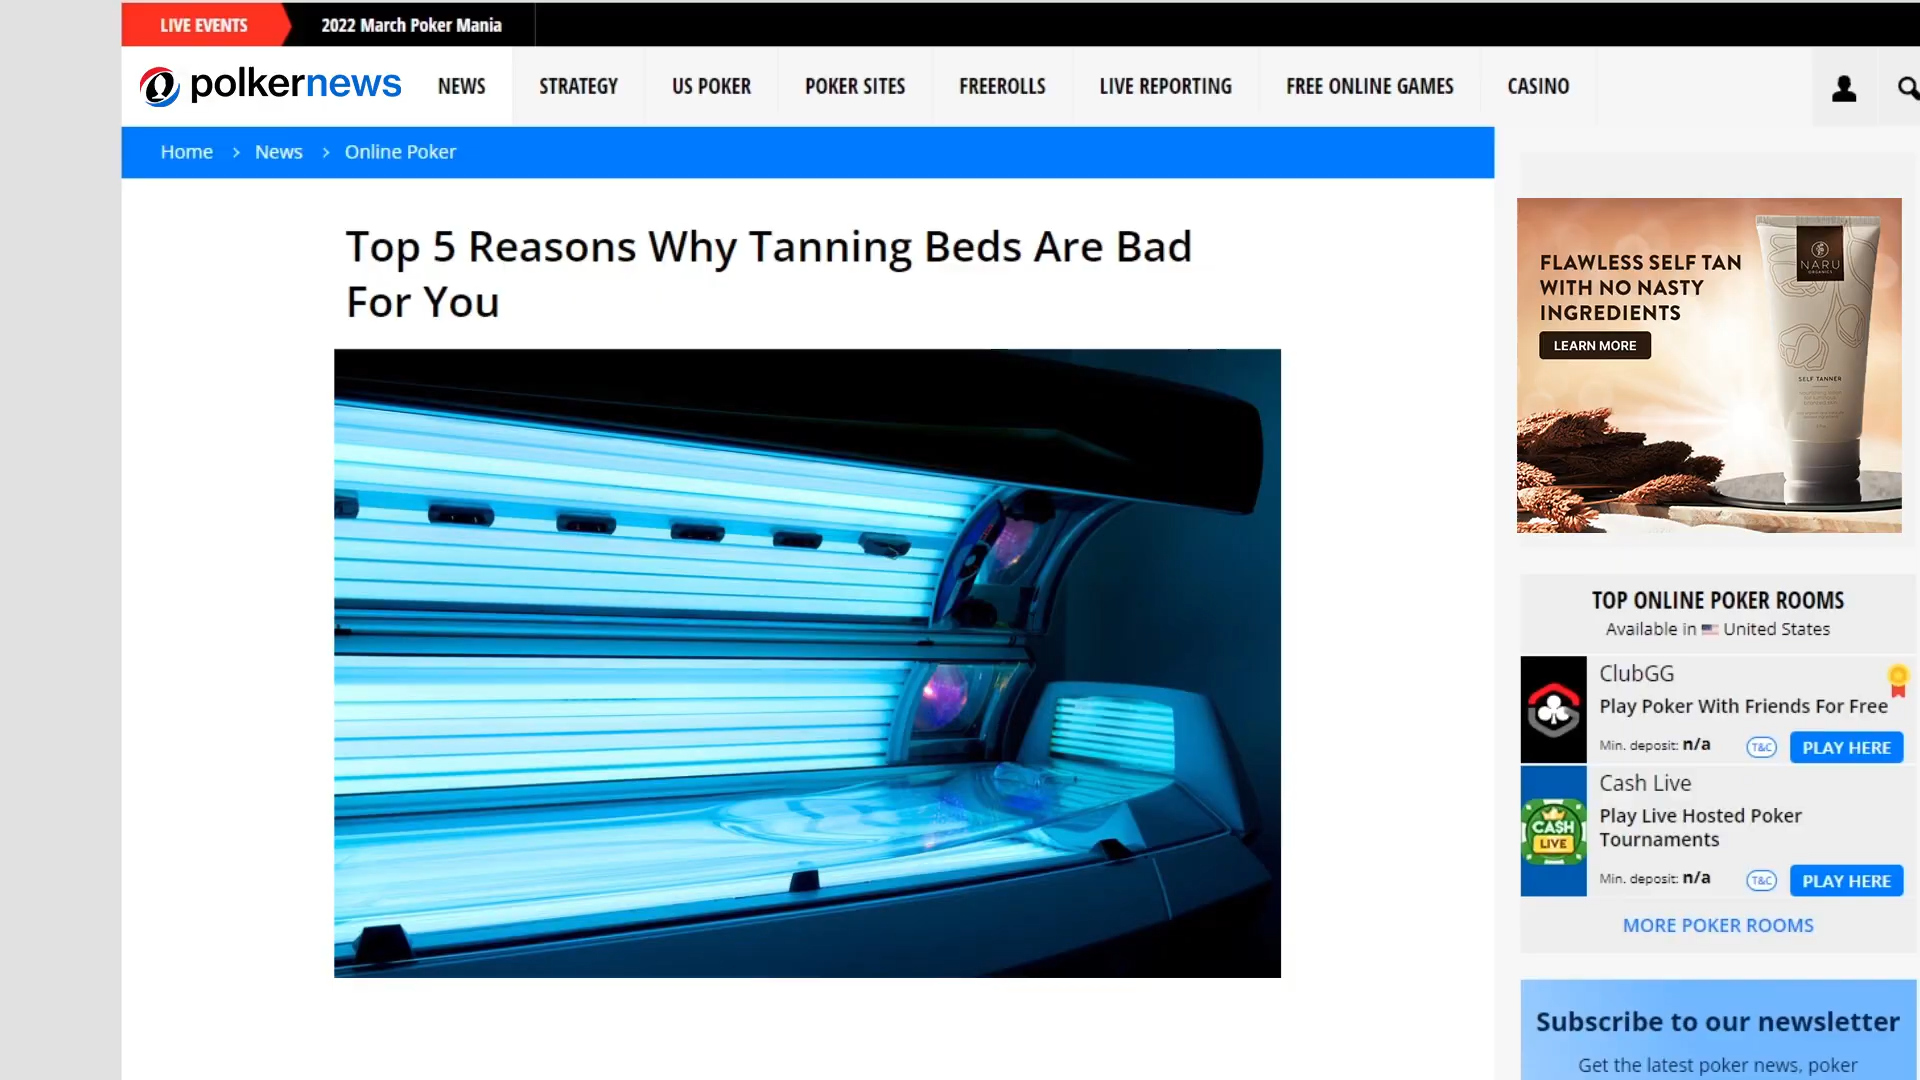 LIVE EVENTS
2022 March Poker Mania
polkernews
NEWS
STRATEGY
US POKER
POKER SITES
FREEROLLS
LIVE REPORTING
FREE ONLINE GAMES
CASINO
Home > News > Online Poker
Top 5 Reasons Why Tanning Beds Are Bad
For You
FLAWLESS SELF TAN
WITH NO NASTY
INGREDIENTS
LEARN MORE
NARU
ORGANICS
SELF TANNER
TOP ONLINE POKER ROOMS
Available in United States
ClubGG
Play Poker With Friends For Free
Min. deposit: n/a
T&C
PLAY HERE
CASH
LIVE
Cash Live
Play Live Hosted Poker
Tournaments
Min. deposit: n/a
T&C
PLAY HERE
MORE POKER ROOMS
Subscribe to our newsletter
Get the latest poker news, poker